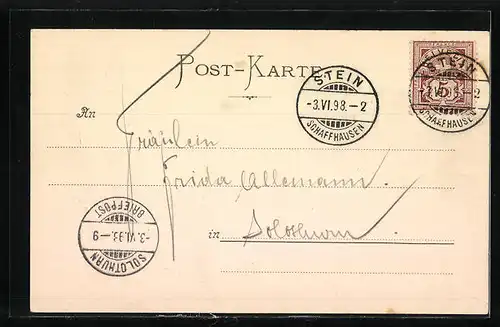 POST-KARTE
STEIN
-3.VI.98.-2
SCHAFFHAUSEN
STEIN
SCHAFFHAUSEN
An
Fräulein
Frida Allemann.
in Solothurn
SOLOTHURN
-3.VI.98.-9
BRIEFPOST